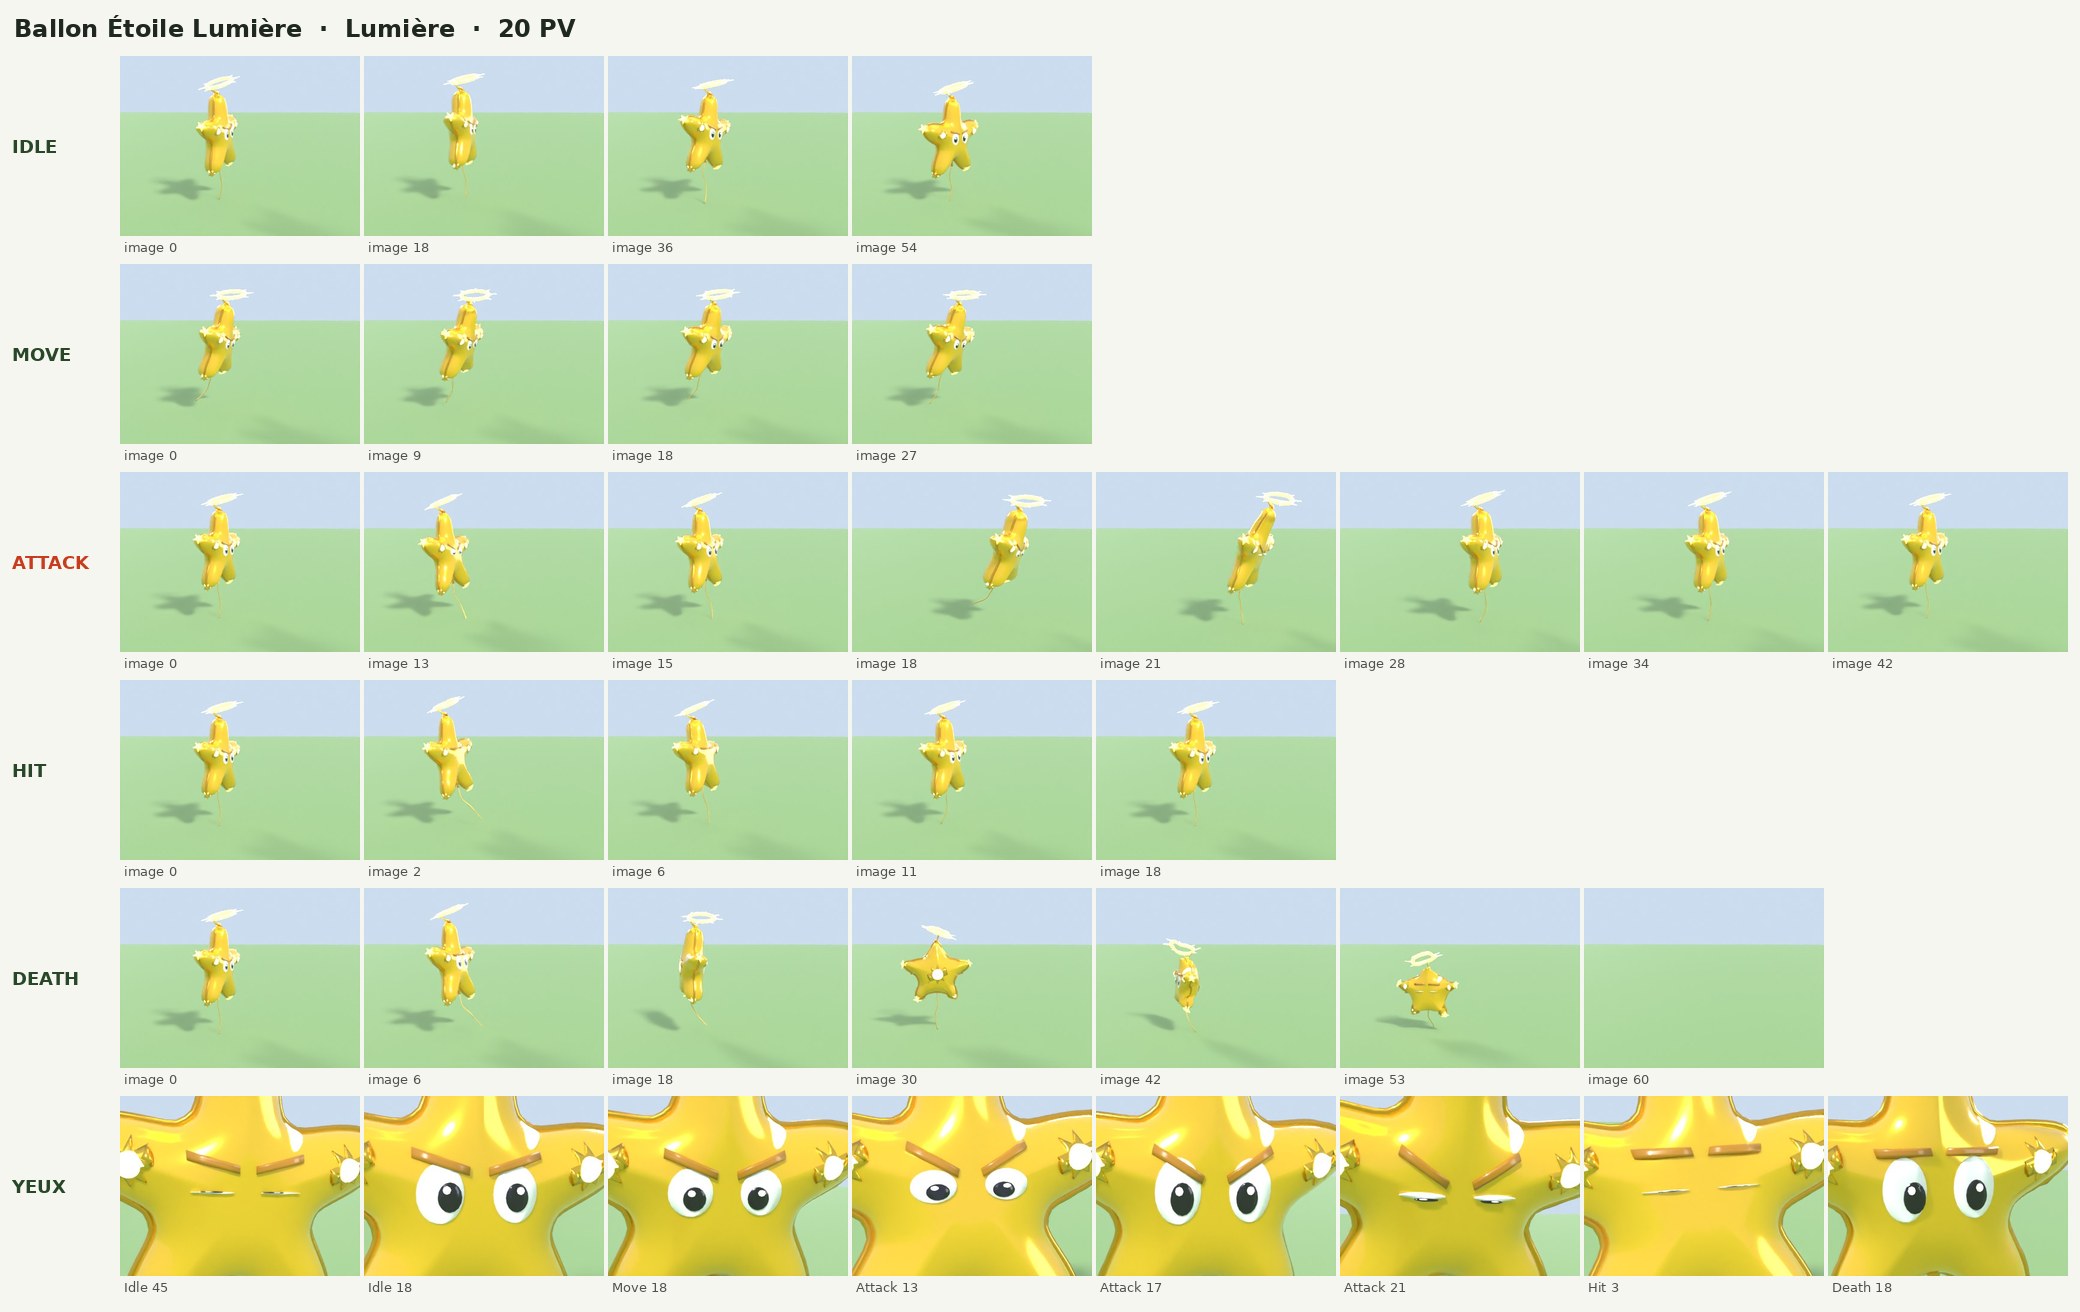 Ballon Étoile Lumière · Lumière · 20 PV
IDLE
image 0
image 18
image 36
image 54
MOVE
image 0
image 9
image 18
image 27
ATTACK
image 0
image 13
image 15
image 18
image 21
image 28
image 34
image 42
HIT
image 0
image 2
image 6
image 11
image 18
DEATH
image 0
image 6
image 18
image 30
image 42
image 53
image 60
YEUX
Idle 45
Idle 18
Move 18
Attack 13
Attack 17
Attack 21
Hit 3
Death 18